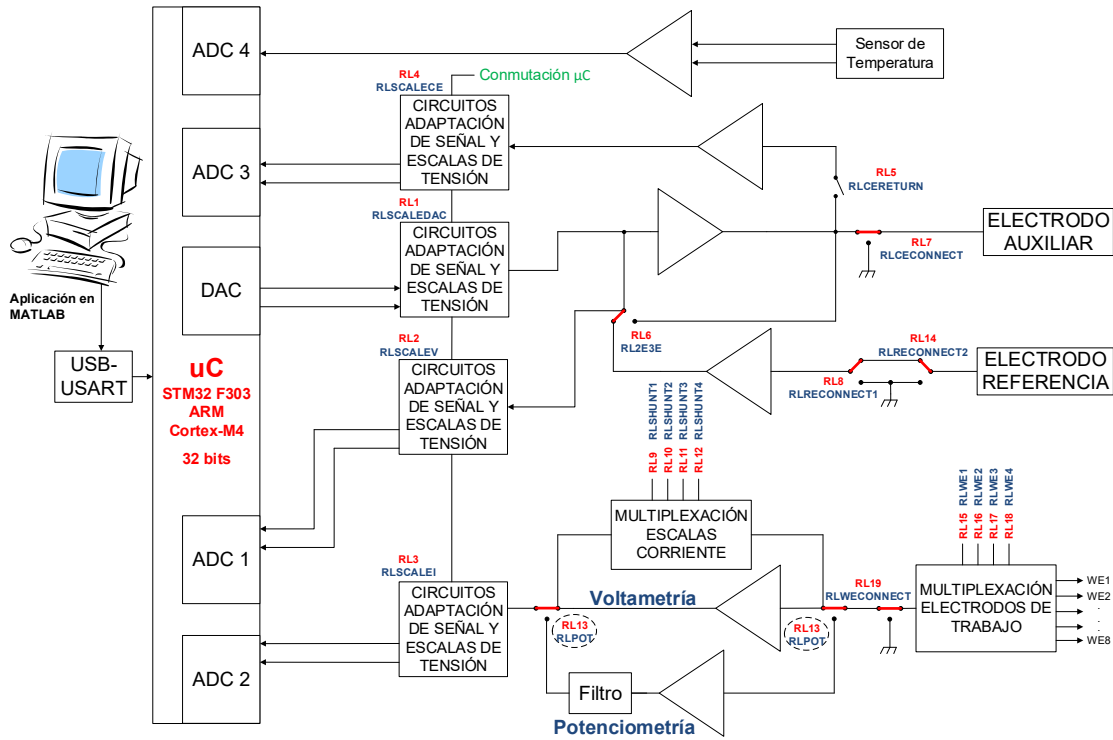 ADC 4
Sensor de
Temperatura
RL4
RLSCALECE
Conmutación µC
CIRCUITOS
ADAPTACIÓN
DE SEÑAL Y
ESCALAS DE
TENSIÓN
ADC 3
RL5
RLCERETURN
RL1
RLSCALEDAC
CIRCUITOS
ADAPTACIÓN
DE SEÑAL Y
ESCALAS DE
TENSIÓN
ELECTRODO
AUXILIAR
RL7
RLCECONNECT
DAC
Aplicación en
MATLAB
RL2
RLSCALEV
RL6
RL2E3E
RL14
RLRECONNECT2
USB-
USART
uC
STM32 F303
ARM
Cortex-M4
32 bits
CIRCUITOS
ADAPTACIÓN
DE SEÑAL Y
ESCALAS DE
TENSIÓN
RL8
RLRECONNECT1
ELECTRODO
REFERENCIA
RL9 RLSHUNT1
RL10 RLSHUNT2
RL11 RLSHUNT3
RL12 RLSHUNT4
RL15 RLWE1
RL16 RLWE2
RL17 RLWE3
RL18 RLWE4
MULTIPLEXACIÓN
ESCALAS
CORRIENTE
ADC 1
RL3
RLSCALEI
CIRCUITOS
ADAPTACIÓN
DE SEÑAL Y
ESCALAS DE
TENSIÓN
Voltametría
RL19
RLWECONNECT
MULTIPLEXACIÓN
ELECTRODOS DE
TRABAJO
WE1
WE2
:
.
WE8
RL13
RLPOT
RL13
RLPOT
ADC 2
Filtro
Potenciometría